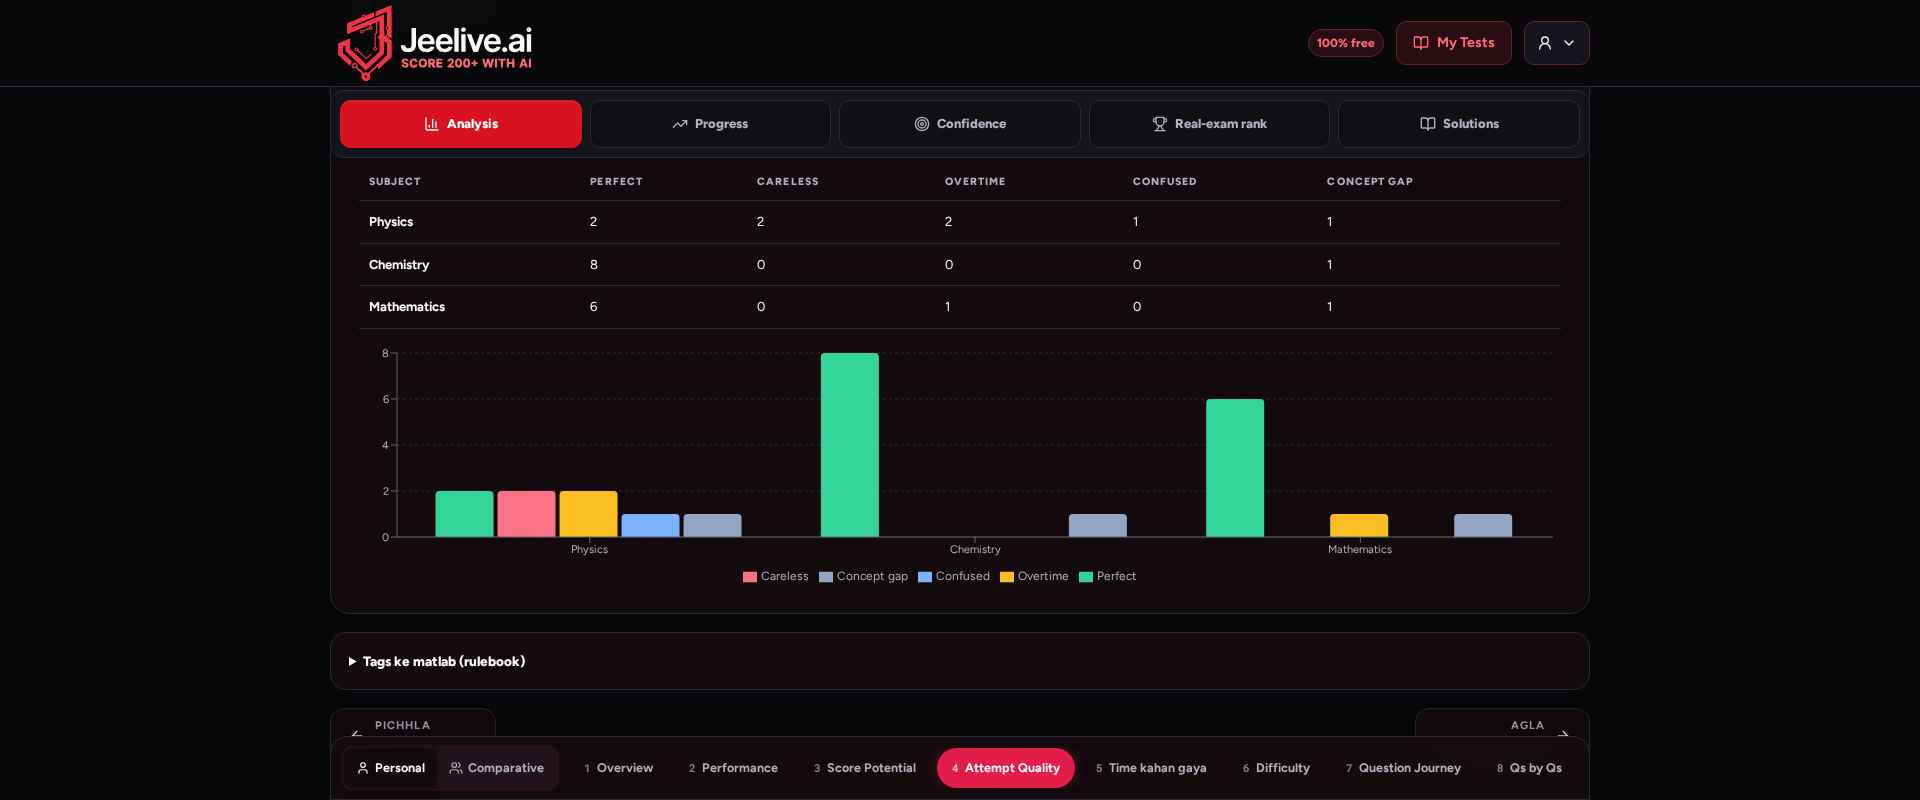 Jeelive.ai
SCORE 200+ WITH AI
100% free
My Tests
Analysis
Progress
Confidence
Real-exam rank
Solutions
SUBJECT PERFECT CARELESS OVERTIME CONFUSED CONCEPT GAP
Physics 2 2 2 1 1
Chemistry 8 0 0 0 1
Mathematics 6 0 1 0 1
8
6
4
2
0
Physics Chemistry Mathematics
Careless Concept gap Confused Overtime Perfect
Tags ke matlab (rulebook)
PICHHLA
AGLA
Personal Comparative 1 Overview 2 Performance 3 Score Potential 4 Attempt Quality 5 Time kahan gaya 6 Difficulty 7 Question Journey 8 Qs by Qs